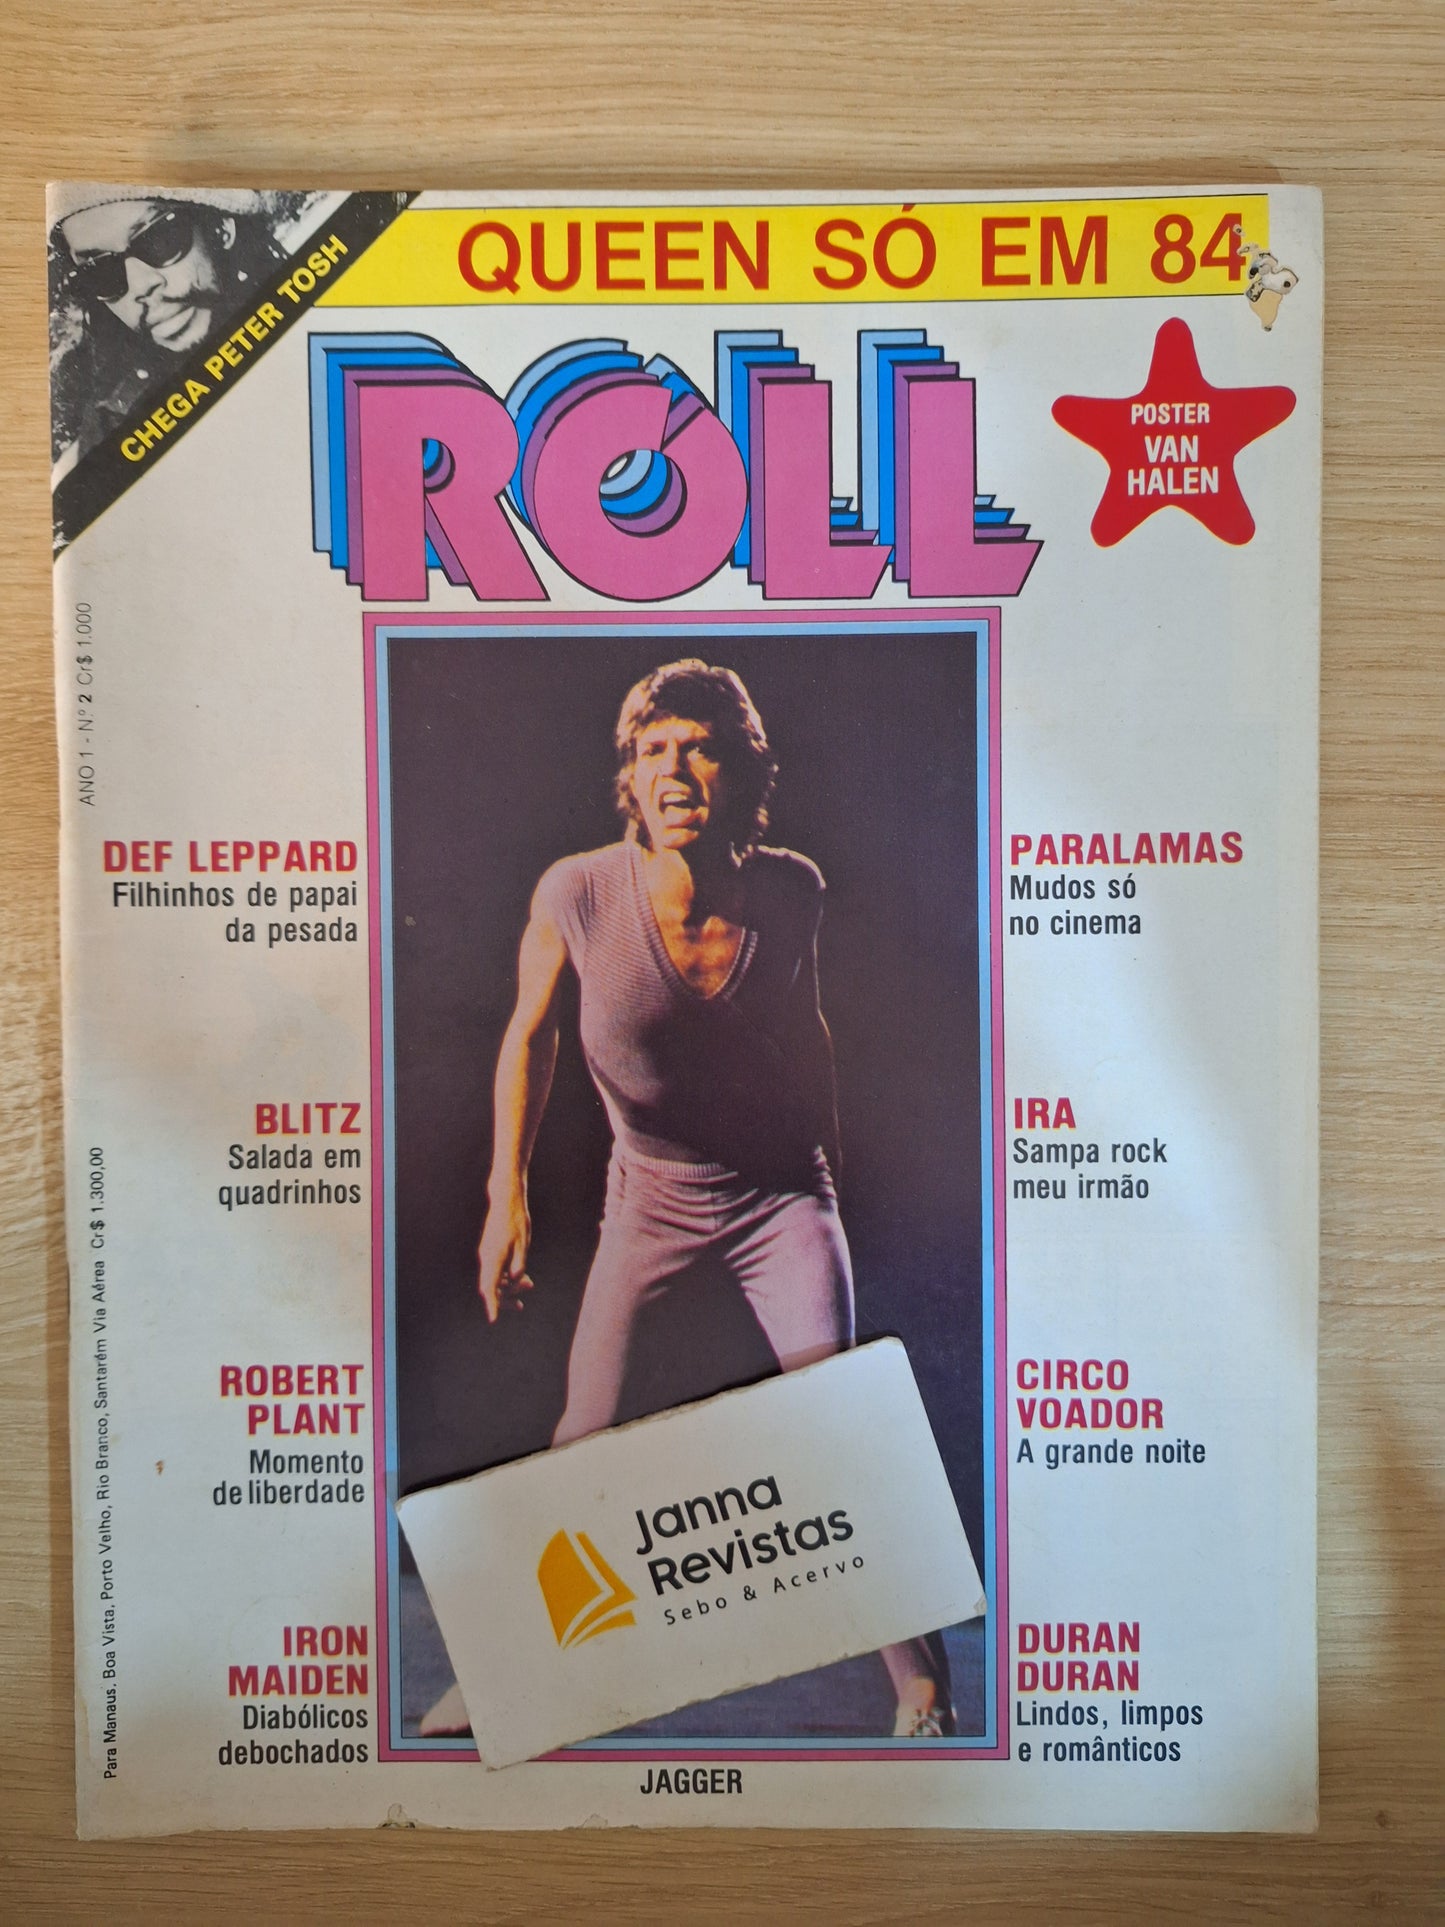 QUEEN SÓ EM 84
CHEGA PETER TOSH
ROLL
POSTER
VAN
HALEN
ANO 1 - N.º 2 Cr$ 1.000
DEF LEPPARD
Filhinhos de papai
da pesada
BLITZ
Salada em
quadrinhos
ROBERT
PLANT
Momento
de liberdade
IRON
MAIDEN
Diabólicos
debochados
PARALAMAS
Mudos só
no cinema
IRA
Sampa rock
meu irmão
CIRCO
VOADOR
A grande noite
DURAN
DURAN
Lindos, limpos
e românticos
Janna
Revistas
Sebo & Acervo
JAGGER
Para Manaus, Boa Vista, Porto Velho, Rio Branco, Santarém Via Aérea Cr$ 1.300,00